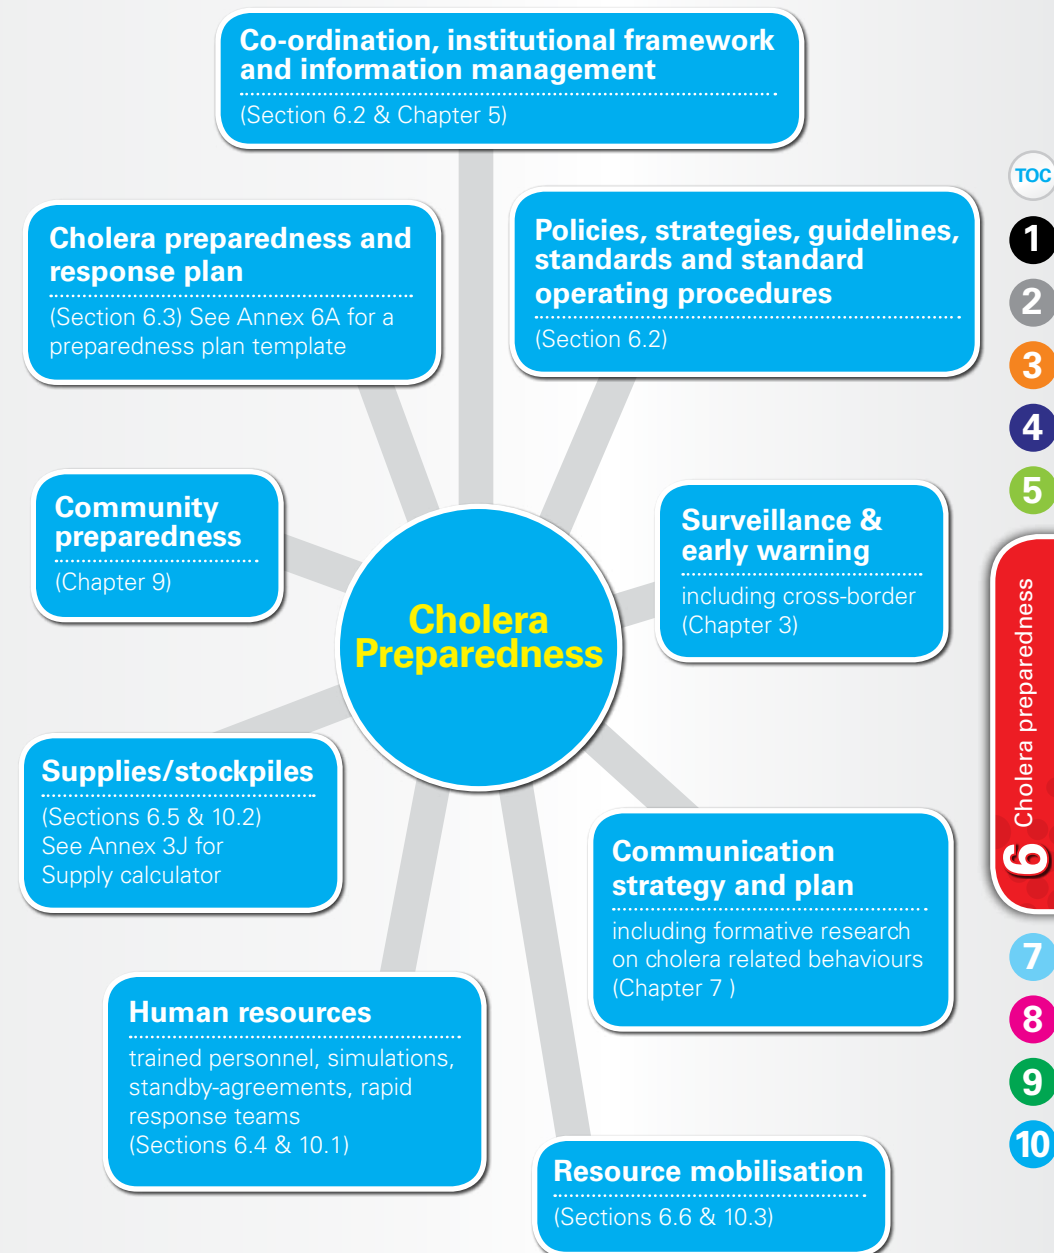 Co-ordination, institutional framework
and information management
(Section 6.2 & Chapter 5)
Cholera preparedness and
response plan
(Section 6.3) See Annex 6A for a
preparedness plan template
Policies, strategies, guidelines,
standards and standard
operating procedures
(Section 6.2)
Community
preparedness
(Chapter 9)
Surveillance &
early warning
including cross-border
(Chapter 3)
Cholera
Preparedness
Supplies/stockpiles
(Sections 6.5 & 10.2)
See Annex 3J for
Supply calculator
Communication
strategy and plan
including formative research
on cholera related behaviours
(Chapter 7 )
Human resources
trained personnel, simulations,
standby-agreements, rapid
response teams
(Sections 6.4 & 10.1)
Resource mobilisation
(Sections 6.6 & 10.3)
TOC
1
2
3
4
5
6 Cholera preparedness
7
8
9
10